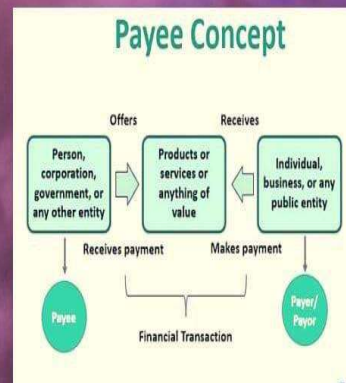 Payee Concept
Offers
Receives
Person,
corporation,
government, or
any other entity
Products or
services or
anything of
value
Individual,
business, or any
public entity
Receives payment
Makes payment
Payee
Payer/
Payor
Financial Transaction